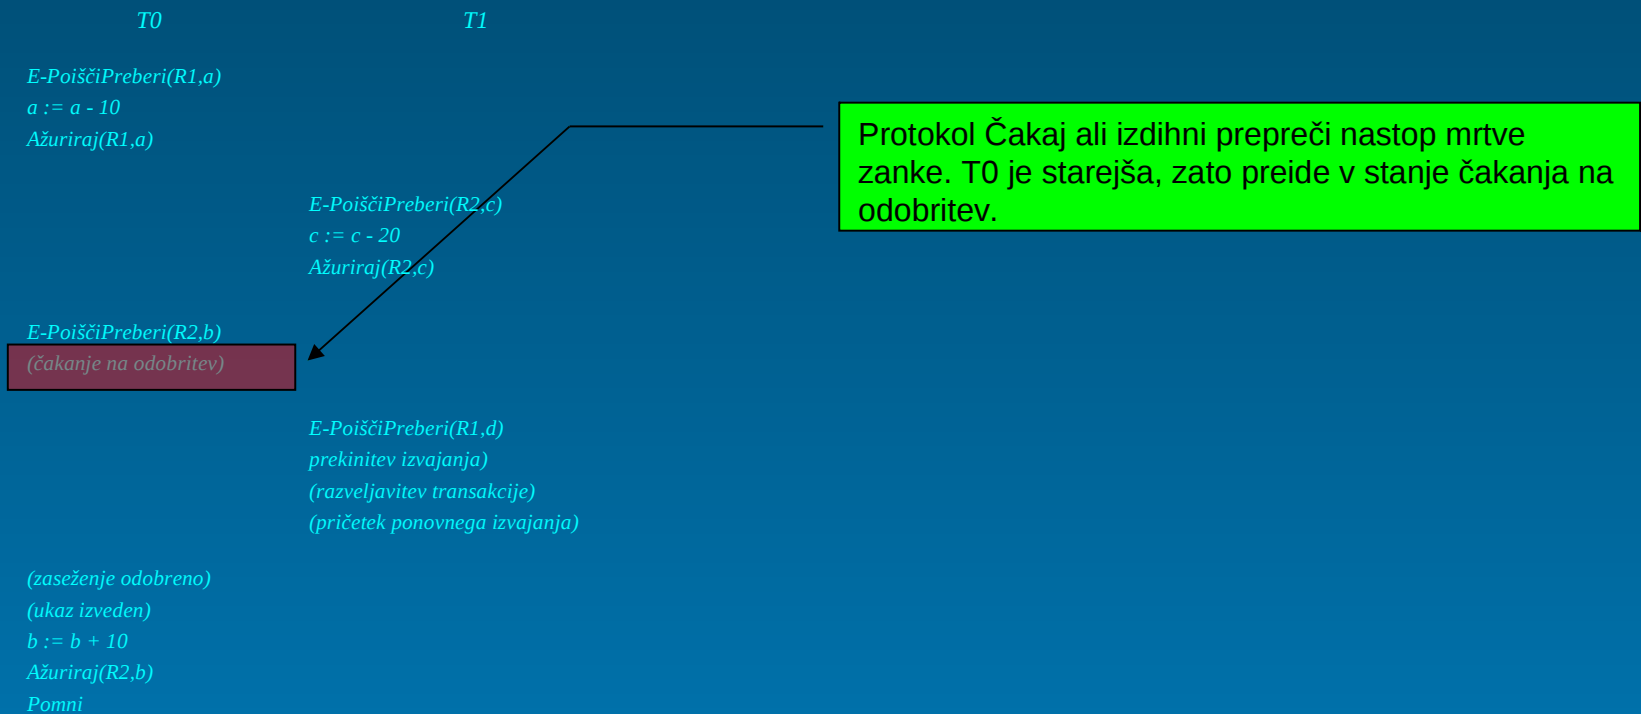 T0 T1
E-PoiščiPreberi(R1,a)
a := a - 10
Ažuriraj(R1,a)
Protokol Čakaj ali izdihni prepreči nastop mrtve
zanke. T0 je starejša, zato preide v stanje čakanja na
odobritev.
E-PoiščiPreberi(R2,c)
c := c - 20
Ažuriraj(R2,c)
E-PoiščiPreberi(R2,b)
(čakanje na odobritev)
E-PoiščiPreberi(R1,d)
prekinitev izvajanja)
(razveljavitev transakcije)
(pričetek ponovnega izvajanja)
(zaseženje odobreno)
(ukaz izveden)
b := b + 10
Ažuriraj(R2,b)
Pomni